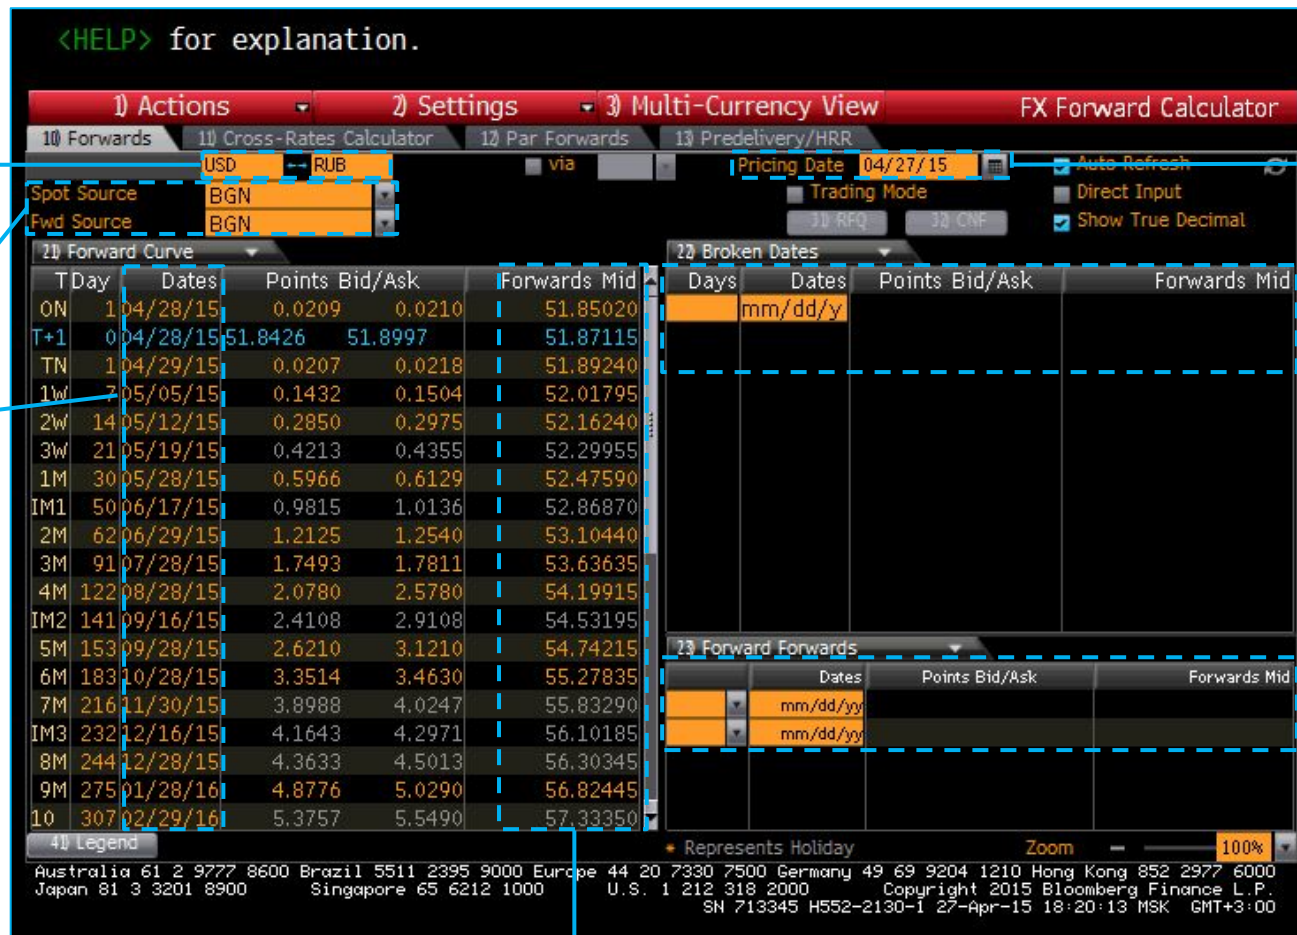 <HELP> for explanation.
1) Actions 2) Settings 3) Multi-Currency View FX Forward Calculator
10) Forwards 11) Cross-Rates Calculator 12) Par Forwards 13) Predelivery/HRR
USD RUB via Pricing Date 04/27/15 Auto Refresh
Spot Source BGN Trading Mode Direct Input
Fwd Source BGN 31) RFQ 32) CNF Show True Decimal
21) Forward Curve
T Day Dates Points Bid/Ask Forwards Mid
ON 1 04/28/15 0.0209 0.0210 51.85020
T+1 0 04/28/15 51.8426 51.8997 51.87115
TN 1 04/29/15 0.0207 0.0218 51.89240
1W 7 05/05/15 0.1432 0.1504 52.01795
2W 14 05/12/15 0.2850 0.2975 52.16240
3W 21 05/19/15 0.4213 0.4355 52.29955
1M 30 05/28/15 0.5966 0.6129 52.47590
IM1 50 06/17/15 0.9815 1.0136 52.86870
2M 62 06/29/15 1.2125 1.2540 53.10440
3M 91 07/28/15 1.7493 1.7811 53.63635
4M 122 08/28/15 2.0780 2.5780 54.19915
IM2 141 09/16/15 2.4108 2.9108 54.53195
5M 153 09/28/15 2.6210 3.1210 54.74215
6M 183 10/28/15 3.3514 3.4630 55.27835
7M 216 11/30/15 3.8988 4.0247 55.83290
IM3 232 12/16/15 4.1643 4.2971 56.10185
8M 244 12/28/15 4.3633 4.5013 56.30345
9M 275 01/28/16 4.8776 5.0290 56.82445
10 307 02/29/16 5.3757 5.5490 57.33350
22) Broken Dates
Days Dates Points Bid/Ask Forwards Mid
mm/dd/y
23) Forward Forwards
Dates Points Bid/Ask Forwards Mid
mm/dd/yy
mm/dd/yy
41) Legend * Represents Holiday Zoom 100%
Australia 61 2 9777 8600 Brazil 5511 2395 9000 Europe 44 20 7330 7500 Germany 49 69 9204 1210 Hong Kong 852 2977 6000
Japan 81 3 3201 8900 Singapore 65 6212 1000 U.S. 1 212 318 2000 Copyright 2015 Bloomberg Finance L.P.
SN 713345 H552-2130-1 27-Apr-15 18:20:13 MSK GMT+3:00